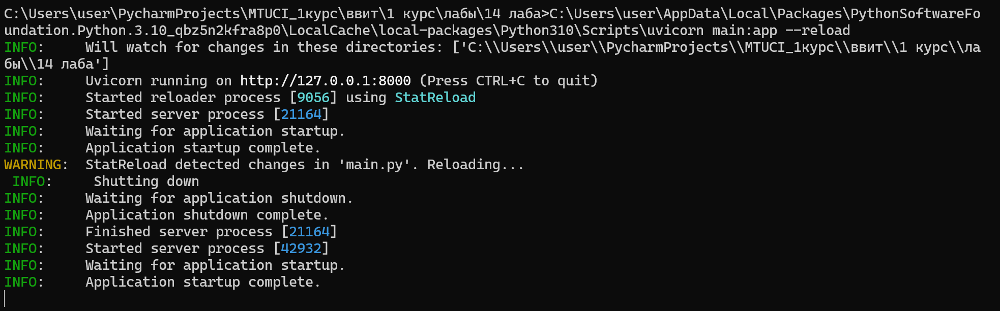 C:\Users\user\PycharmProjects\MTUCI_1курс\ввит\1 курс\лабы\14 лаба>C:\Users\user\AppData\Local\Packages\PythonSoftwareFo
undation.Python.3.10_qbz5n2kfra8p0\LocalCache\local-packages\Python310\Scripts\uvicorn main:app --reload
INFO:     Will watch for changes in these directories: ['C:\\Users\\user\\PycharmProjects\\MTUCI_1курс\\ввит\\1 курс\\ла
бы\\14 лаба']
INFO:     Uvicorn running on http://127.0.0.1:8000 (Press CTRL+C to quit)
INFO:     Started reloader process [9056] using StatReload
INFO:     Started server process [21164]
INFO:     Waiting for application startup.
INFO:     Application startup complete.
WARNING:  StatReload detected changes in 'main.py'. Reloading...
 INFO:     Shutting down
INFO:     Waiting for application shutdown.
INFO:     Application shutdown complete.
INFO:     Finished server process [21164]
INFO:     Started server process [42932]
INFO:     Waiting for application startup.
INFO:     Application startup complete.